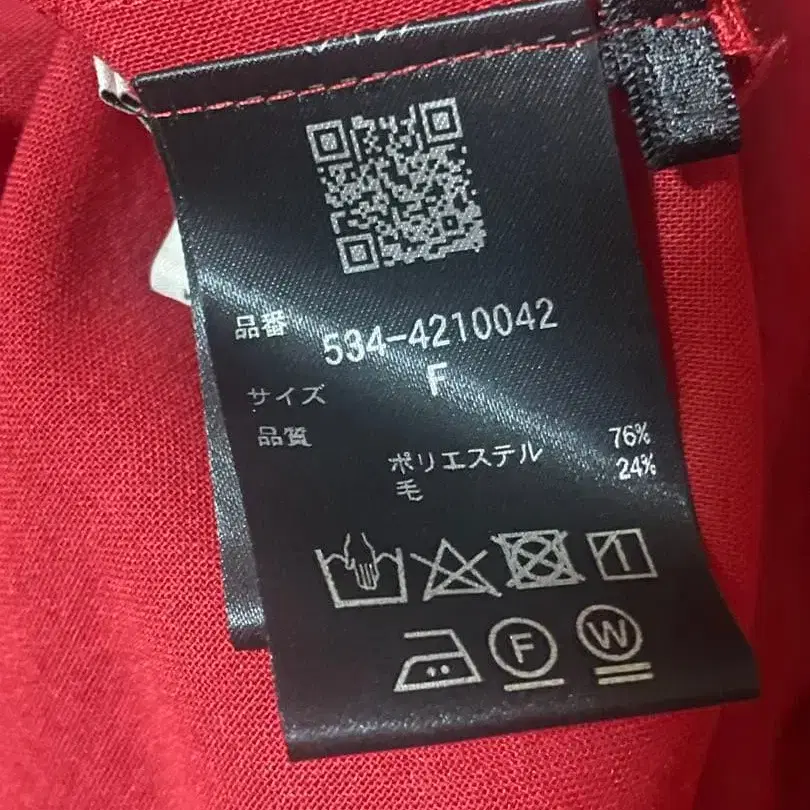 品番 534-4210042
サイズ F
品質
ポリエステル 76%
毛 24%
F W